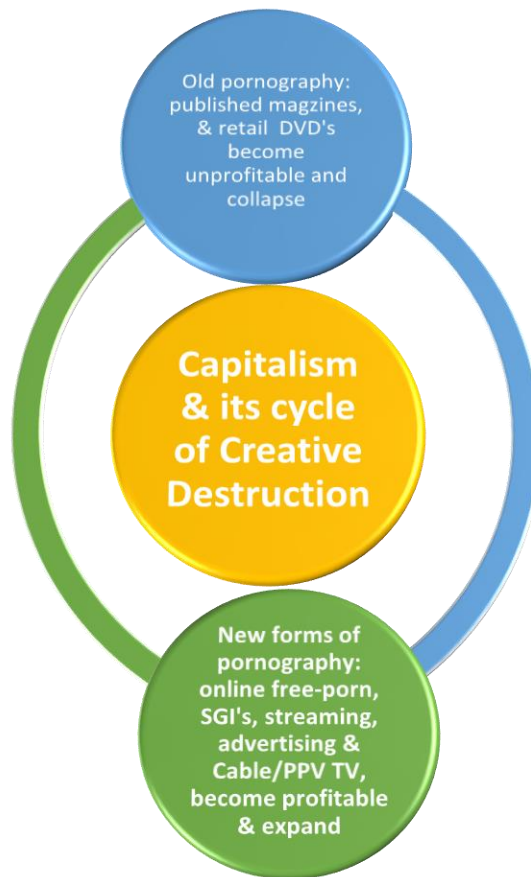 Old pornography:
published magzines,
& retail  DVD's
become
unprofitable and
collapse
Capitalism
& its cycle
of Creative
Destruction
New forms of
pornography:
online free-porn,
SGI's, streaming,
advertising &
Cable/PPV TV,
become profitable
& expand